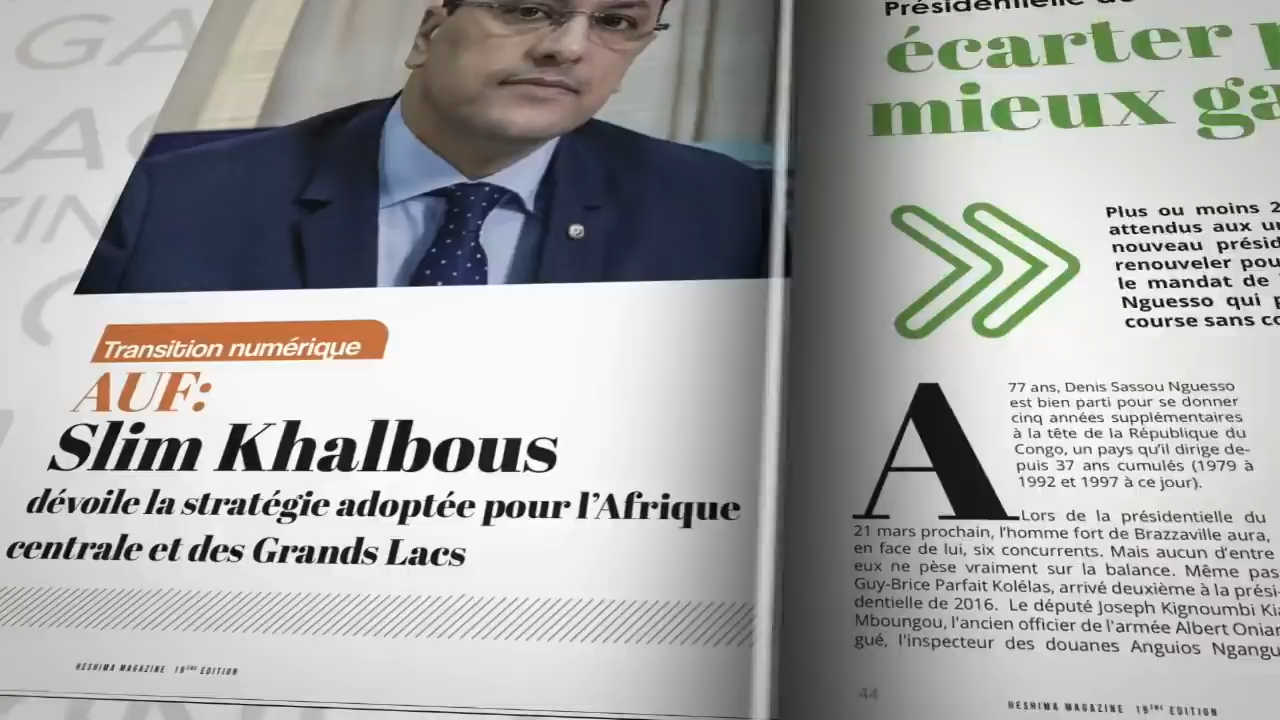 Transition numérique
AUF:
Slim Khalbous
dévoile la stratégie adoptée pour l'Afrique
centrale et des Grands Lacs
HESHIMA MAGAZINE 19ÈME EDITION
Présidentielle
écarter
mieux
Plus ou moins
attendus aux
nouveau
renouveler
le mandat de
Nguesso qui
course sans
A
77 ans, Denis Sassou Nguesso
est bien parti pour se donner
cinq années supplémentaires
à la tête de la République du
Congo, un pays qu'il dirige de-
puis 37 ans cumulés (1979 à
1992 et 1997 à ce jour).
Lors de la présidentielle du
21 mars prochain, l'homme fort de Brazzaville aura,
en face de lui, six concurrents. Mais aucun d'entre
eux ne pèse vraiment sur la balance. Même pas
Guy-Brice Parfait Kolélas, arrivé deuxième à la prési-
dentielle de 2016. Le député Joseph Kignoumbi
Mboungou, l'ancien officier de l'armée Albert
gué, l'inspecteur des douanes Anguios
44
HESHIMA MAGAZINE 19ÈME EDITION